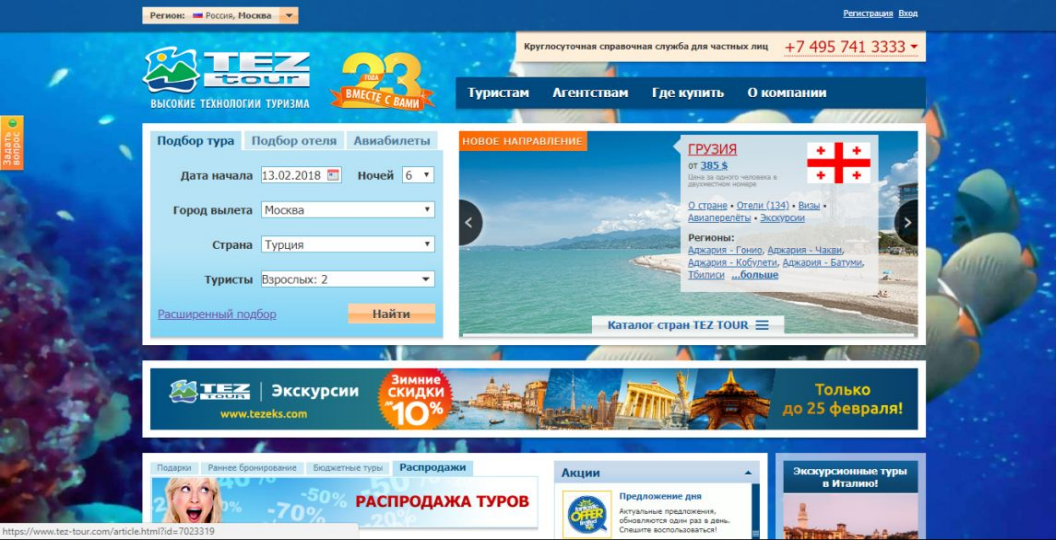 Регион: Россия, Москва
Регистрация Вход
Круглосуточная справочная служба для частных лиц +7 495 741 3333
TEZ
tour
ВЫСОКИЕ ТЕХНОЛОГИИ ТУРИЗМА
23
ГОДА
ВМЕСТЕ С ВАМИ
Туристам Агентствам Где купить О компании
Задать
вопрос
Подбор тура Подбор отеля Авиабилеты
Дата начала 13.02.2018 Ночей 6
Город вылета Москва
Страна Турция
Туристы Взрослых: 2
Расширенный подбор Найти
НОВОЕ НАПРАВЛЕНИЕ
ГРУЗИЯ
от 385 $
Цена за одного человека в
двухместном номере
О стране • Отели (134) • Визы •
Авиаперелёты • Экскурсии
Регионы:
Аджария - Гонио, Аджария - Чакви,
Аджария - Кобулети, Аджария - Батуми,
Тбилиси ...больше
Каталог стран TEZ TOUR
TEZ
TOUR
Экскурсии
www.tezeks.com
Зимние
СКИДКИ
до 10%
Только
до 25 февраля!
Подарки Раннее бронирование Бюджетные туры Распродажи
-50%
-70%
-20%
РАСПРОДАЖА ТУРОВ
Акции
OFFER
Предложение дня
Актуальные предложения,
обновляются один раз в день.
Спешите воспользоваться!
Экскурсионные туры
в Италию!
https://www.tez-tour.com/article.html?id=7023319